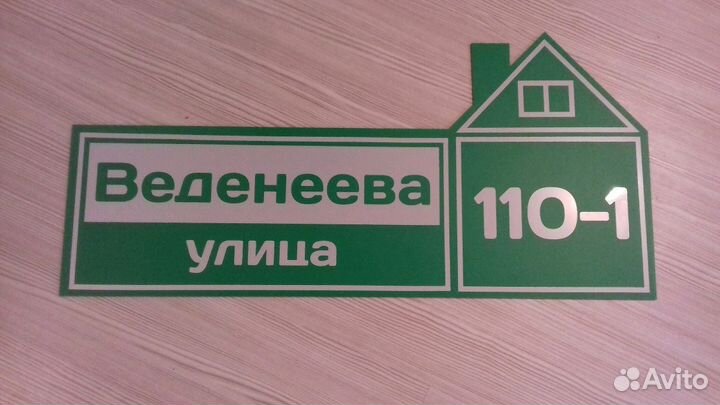 Веденеева
улица
110-1
Avito